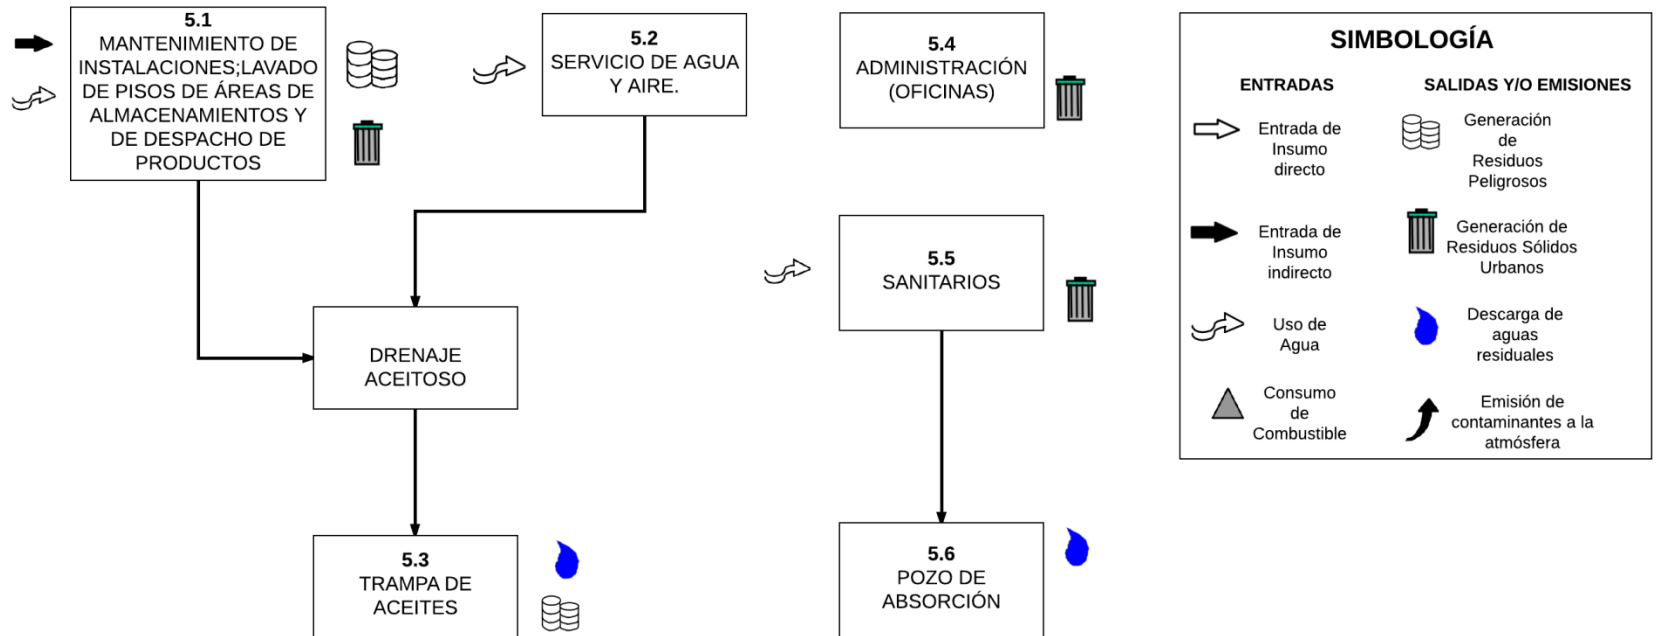 5.1
MANTENIMIENTO DE
INSTALACIONES;LAVADO
DE PISOS DE ÁREAS DE
ALMACENAMIENTOS Y
DE DESPACHO DE
PRODUCTOS
5.2
SERVICIO DE AGUA
Y AIRE.
5.4
ADMINISTRACIÓN
(OFICINAS)
5.5
SANITARIOS
DRENAJE
ACEITOSO
5.3
TRAMPA DE
ACEITES
5.6
POZO DE
ABSORCIÓN
SIMBOLOGÍA
ENTRADAS
Entrada de
Insumo
directo
Entrada de
Insumo
indirecto
Uso de
Agua
Consumo
de
Combustible
SALIDAS Y/O EMISIONES
Generación
de
Residuos
Peligrosos
Generación de
Residuos Sólidos
Urbanos
Descarga de
aguas
residuales
Emisión de
contaminantes a la
atmósfera